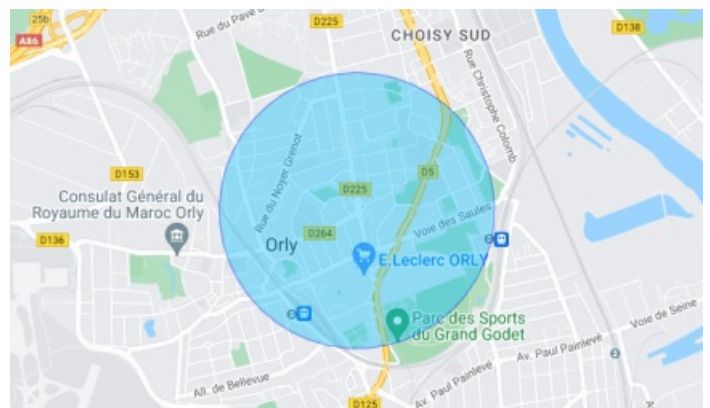 25b
Rue du Pavé d
D225
D138
A86
CHOISY SUD
Rue Christophe Colomb
Rue du Noyer Grenot
D153
D5
D225
Consulat Général du
Royaume du Maroc Orly
Voie des Saules
D136
D264
Orly
E.Leclerc ORLY
Parc des Sports
du Grand Godet
Voie de Seine
Av. Paul Painlevé
Av. Paul Painlevé
All. de Bellevue
D125